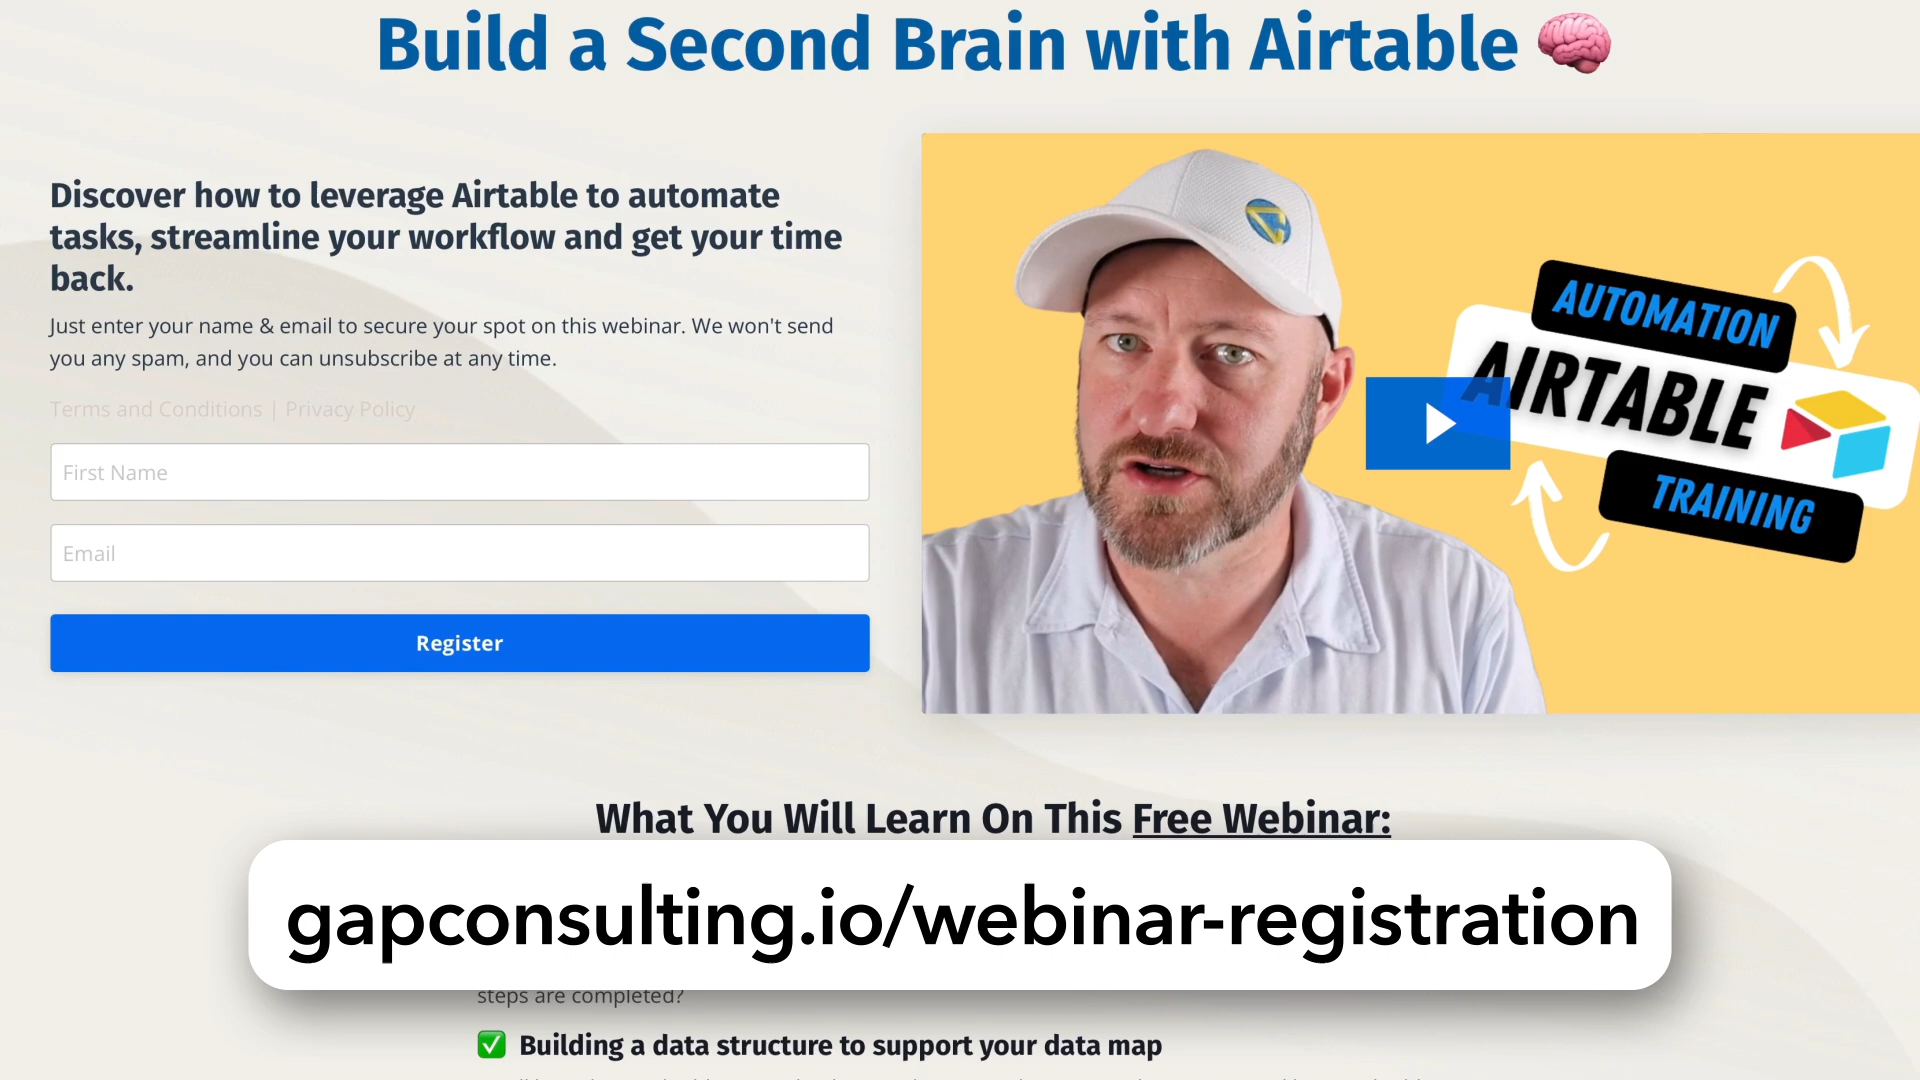 Build a Second Brain with Airtable
Discover how to leverage Airtable to automate
tasks, streamline your workflow and get your time
back.
Just enter your name & email to secure your spot on this webinar. We won't send
you any spam, and you can unsubscribe at any time.
Terms and Conditions | Privacy Policy
First Name
Email
Register
AUTOMATION
AIRTABLE
TRAINING
What You Will Learn On This Free Webinar:
gapconsulting.io/webinar-registration
steps are completed?
✅ Building a data structure to support your data map